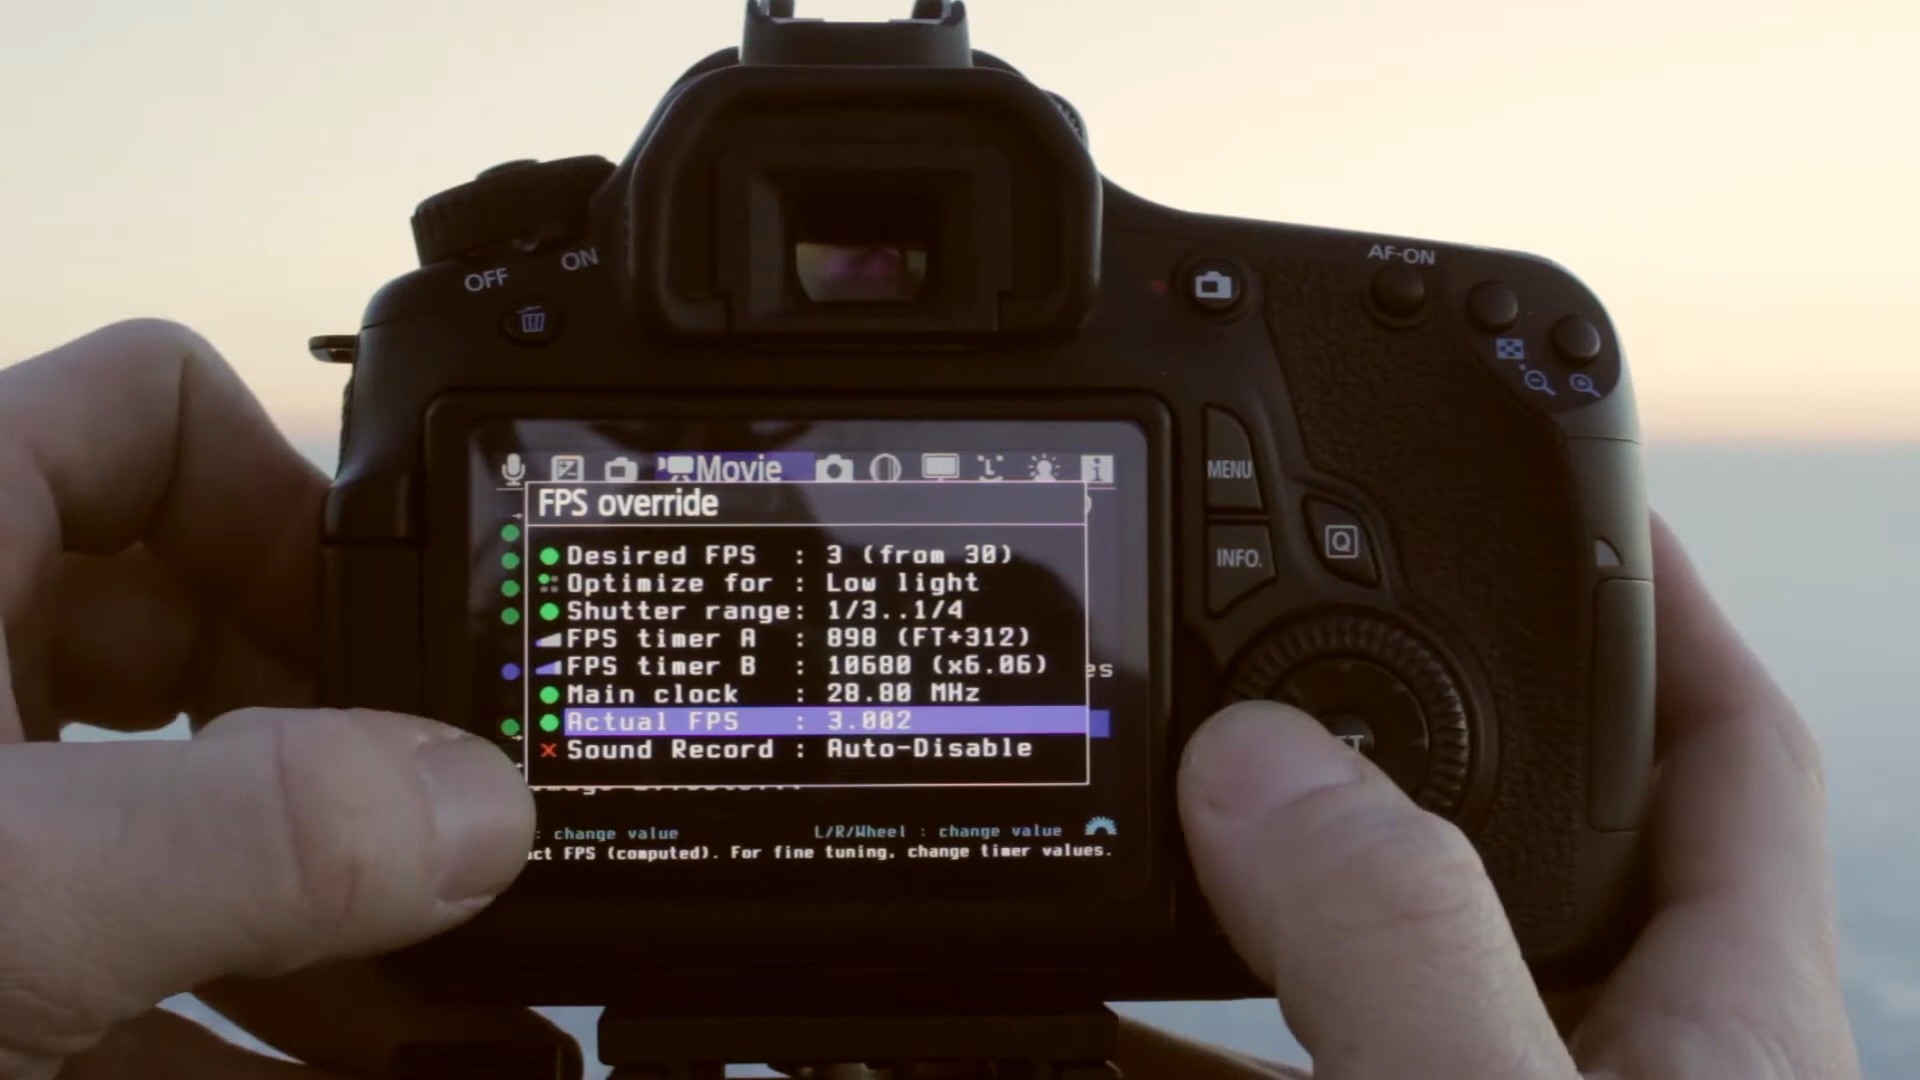 AF-ON
OFF ON
Movie
MENU
FPS override
Desired FPS : 3 (from 30)
Q
INFO.
Optimize for : Low light
Shutter range: 1/3..1/4
FPS timer A : 898 (FT+312)
FPS timer B : 10680 (x6.06)
Main clock : 28.80 MHz
Actual FPS : 3.002
Sound Record : Auto-Disable
: change value L/R/Wheel : change value
FPS (computed). For fine tuning, change timer values.